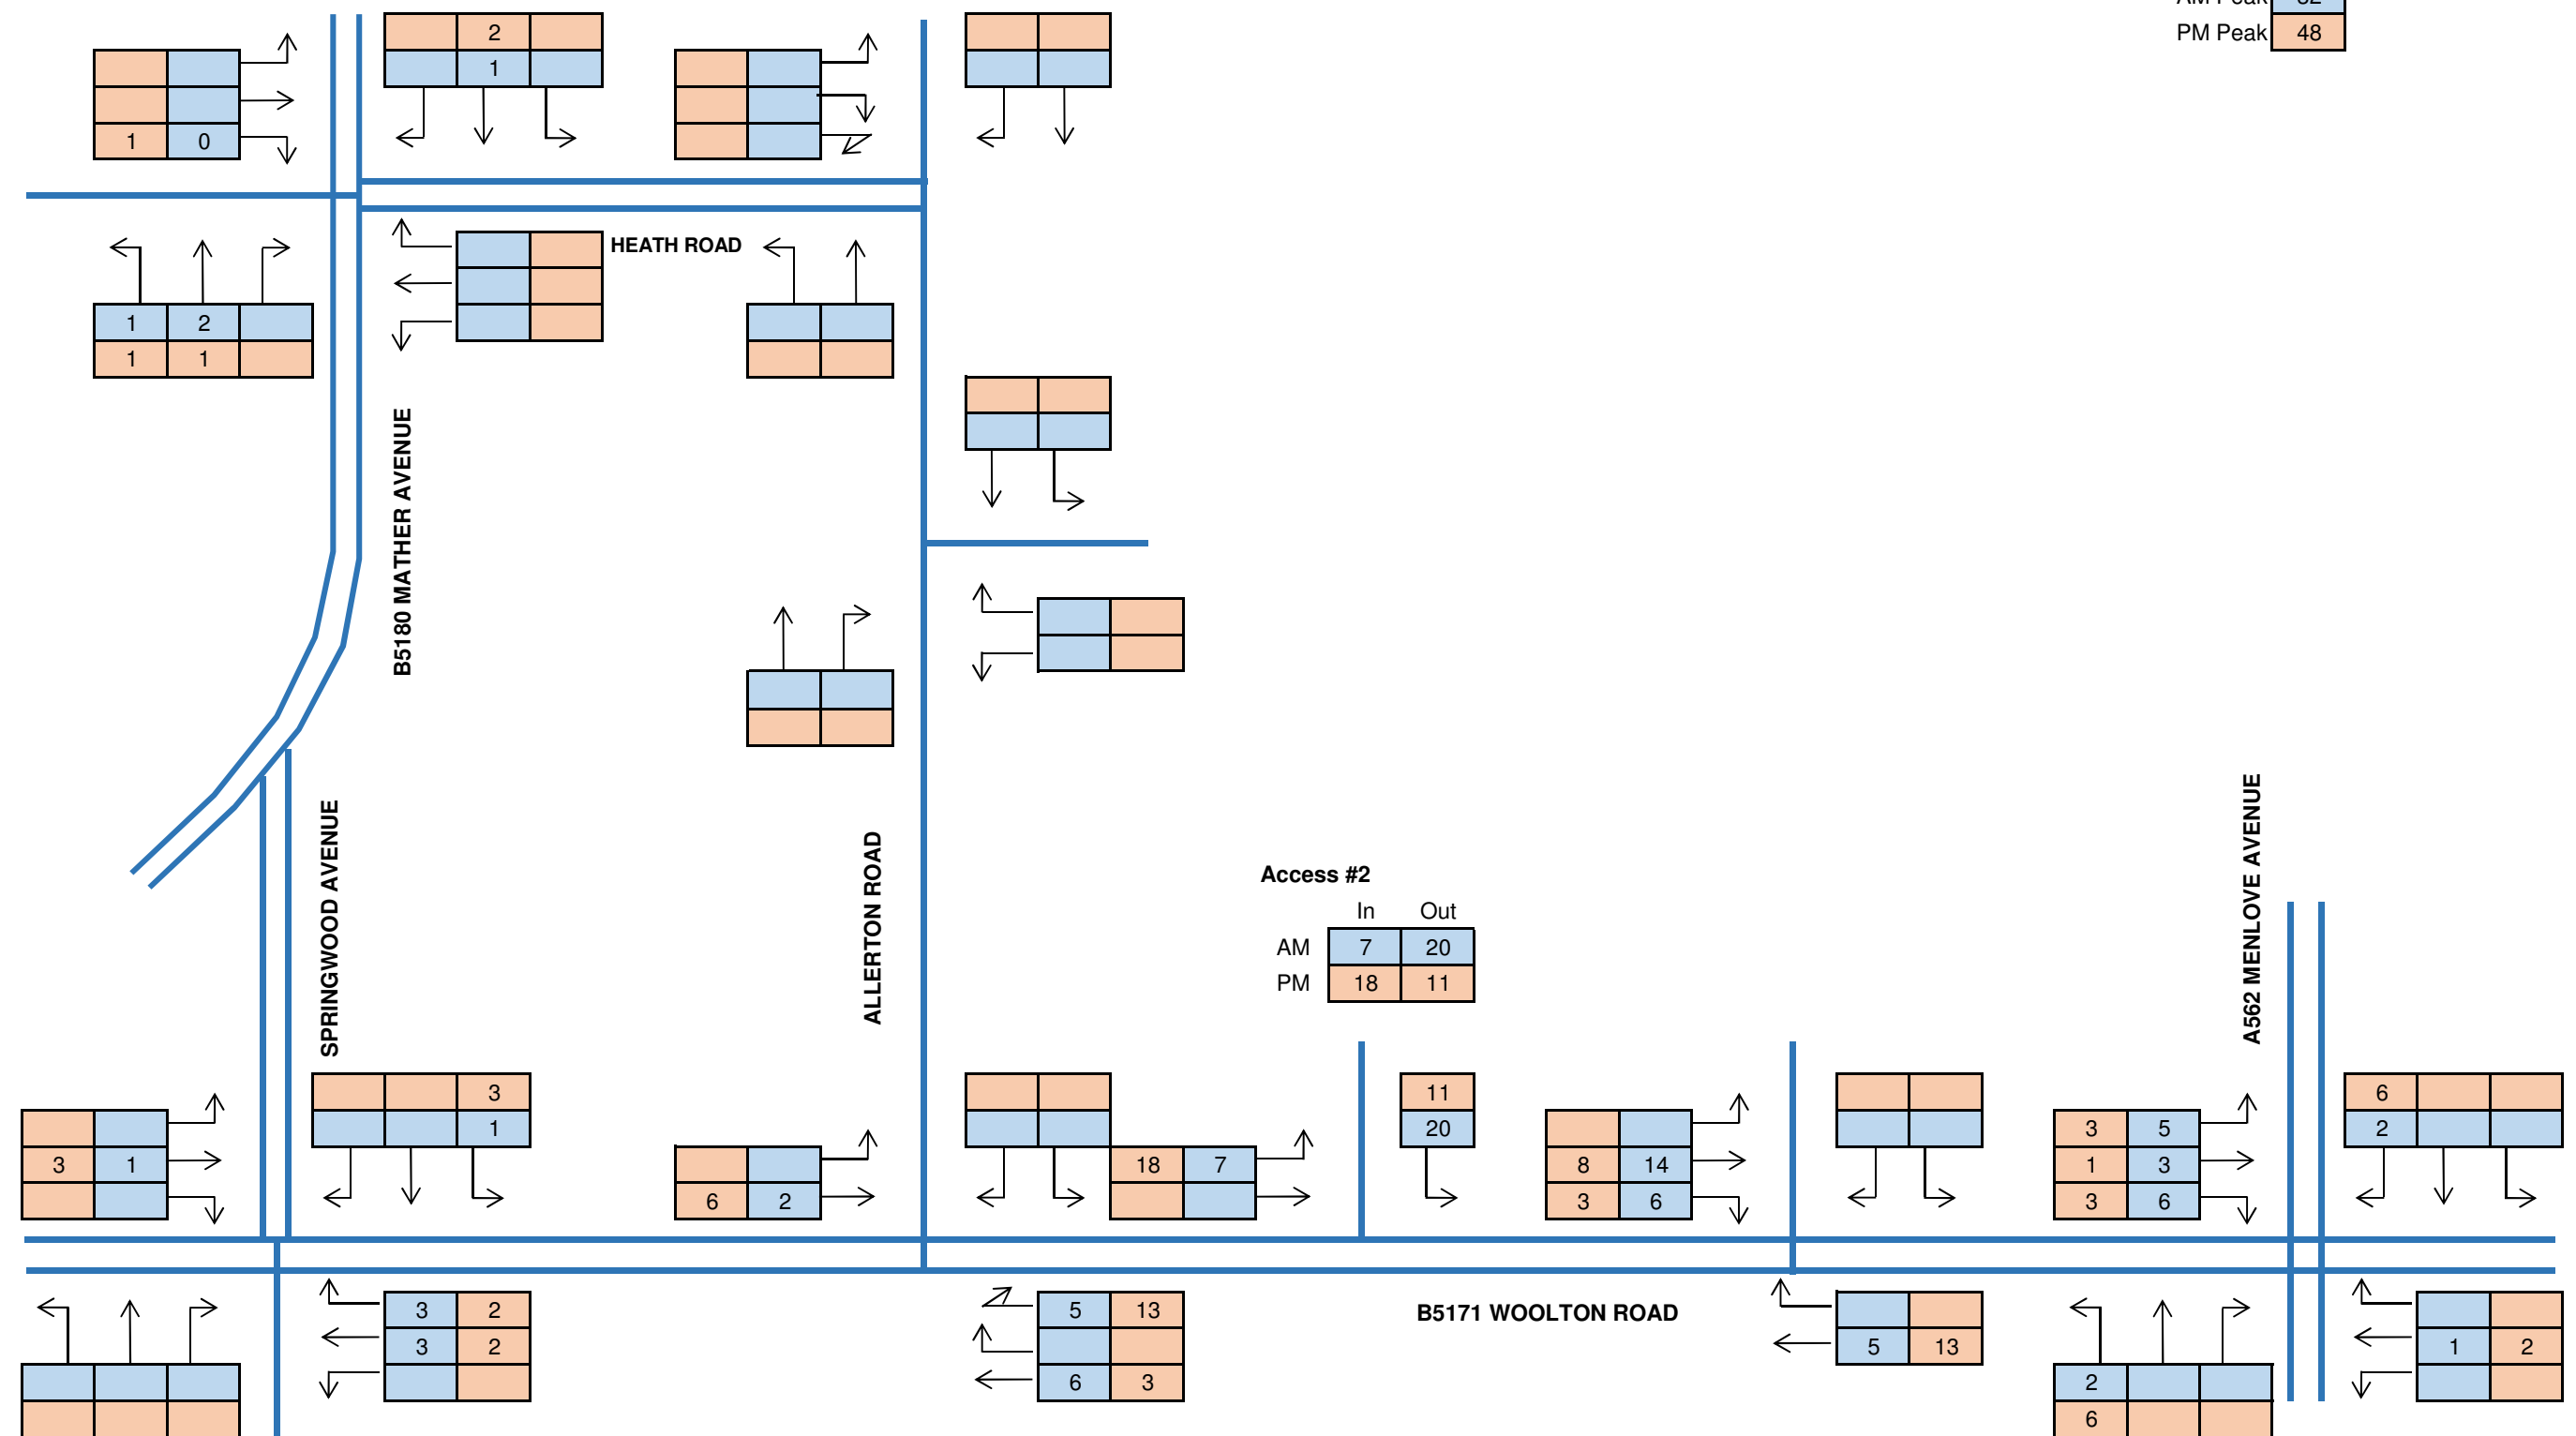 AM Peak 32
PM Peak 48
2
1
1 0
HEATH ROAD
1 2
1 1
B5180 MATHER AVENUE
SPRINGWOOD AVENUE
ALLERTON ROAD
A562 MENLOVE AVENUE
Access #2
In Out
AM 7 20
PM 18 11
3
1
3 1
6 2
18 7
11
20
8 14
3 6
3 5
1 3
3 6
6
2
3 2
3 2
5 13
6 3
B5171 WOOLTON ROAD
5 13
2
6
1 2